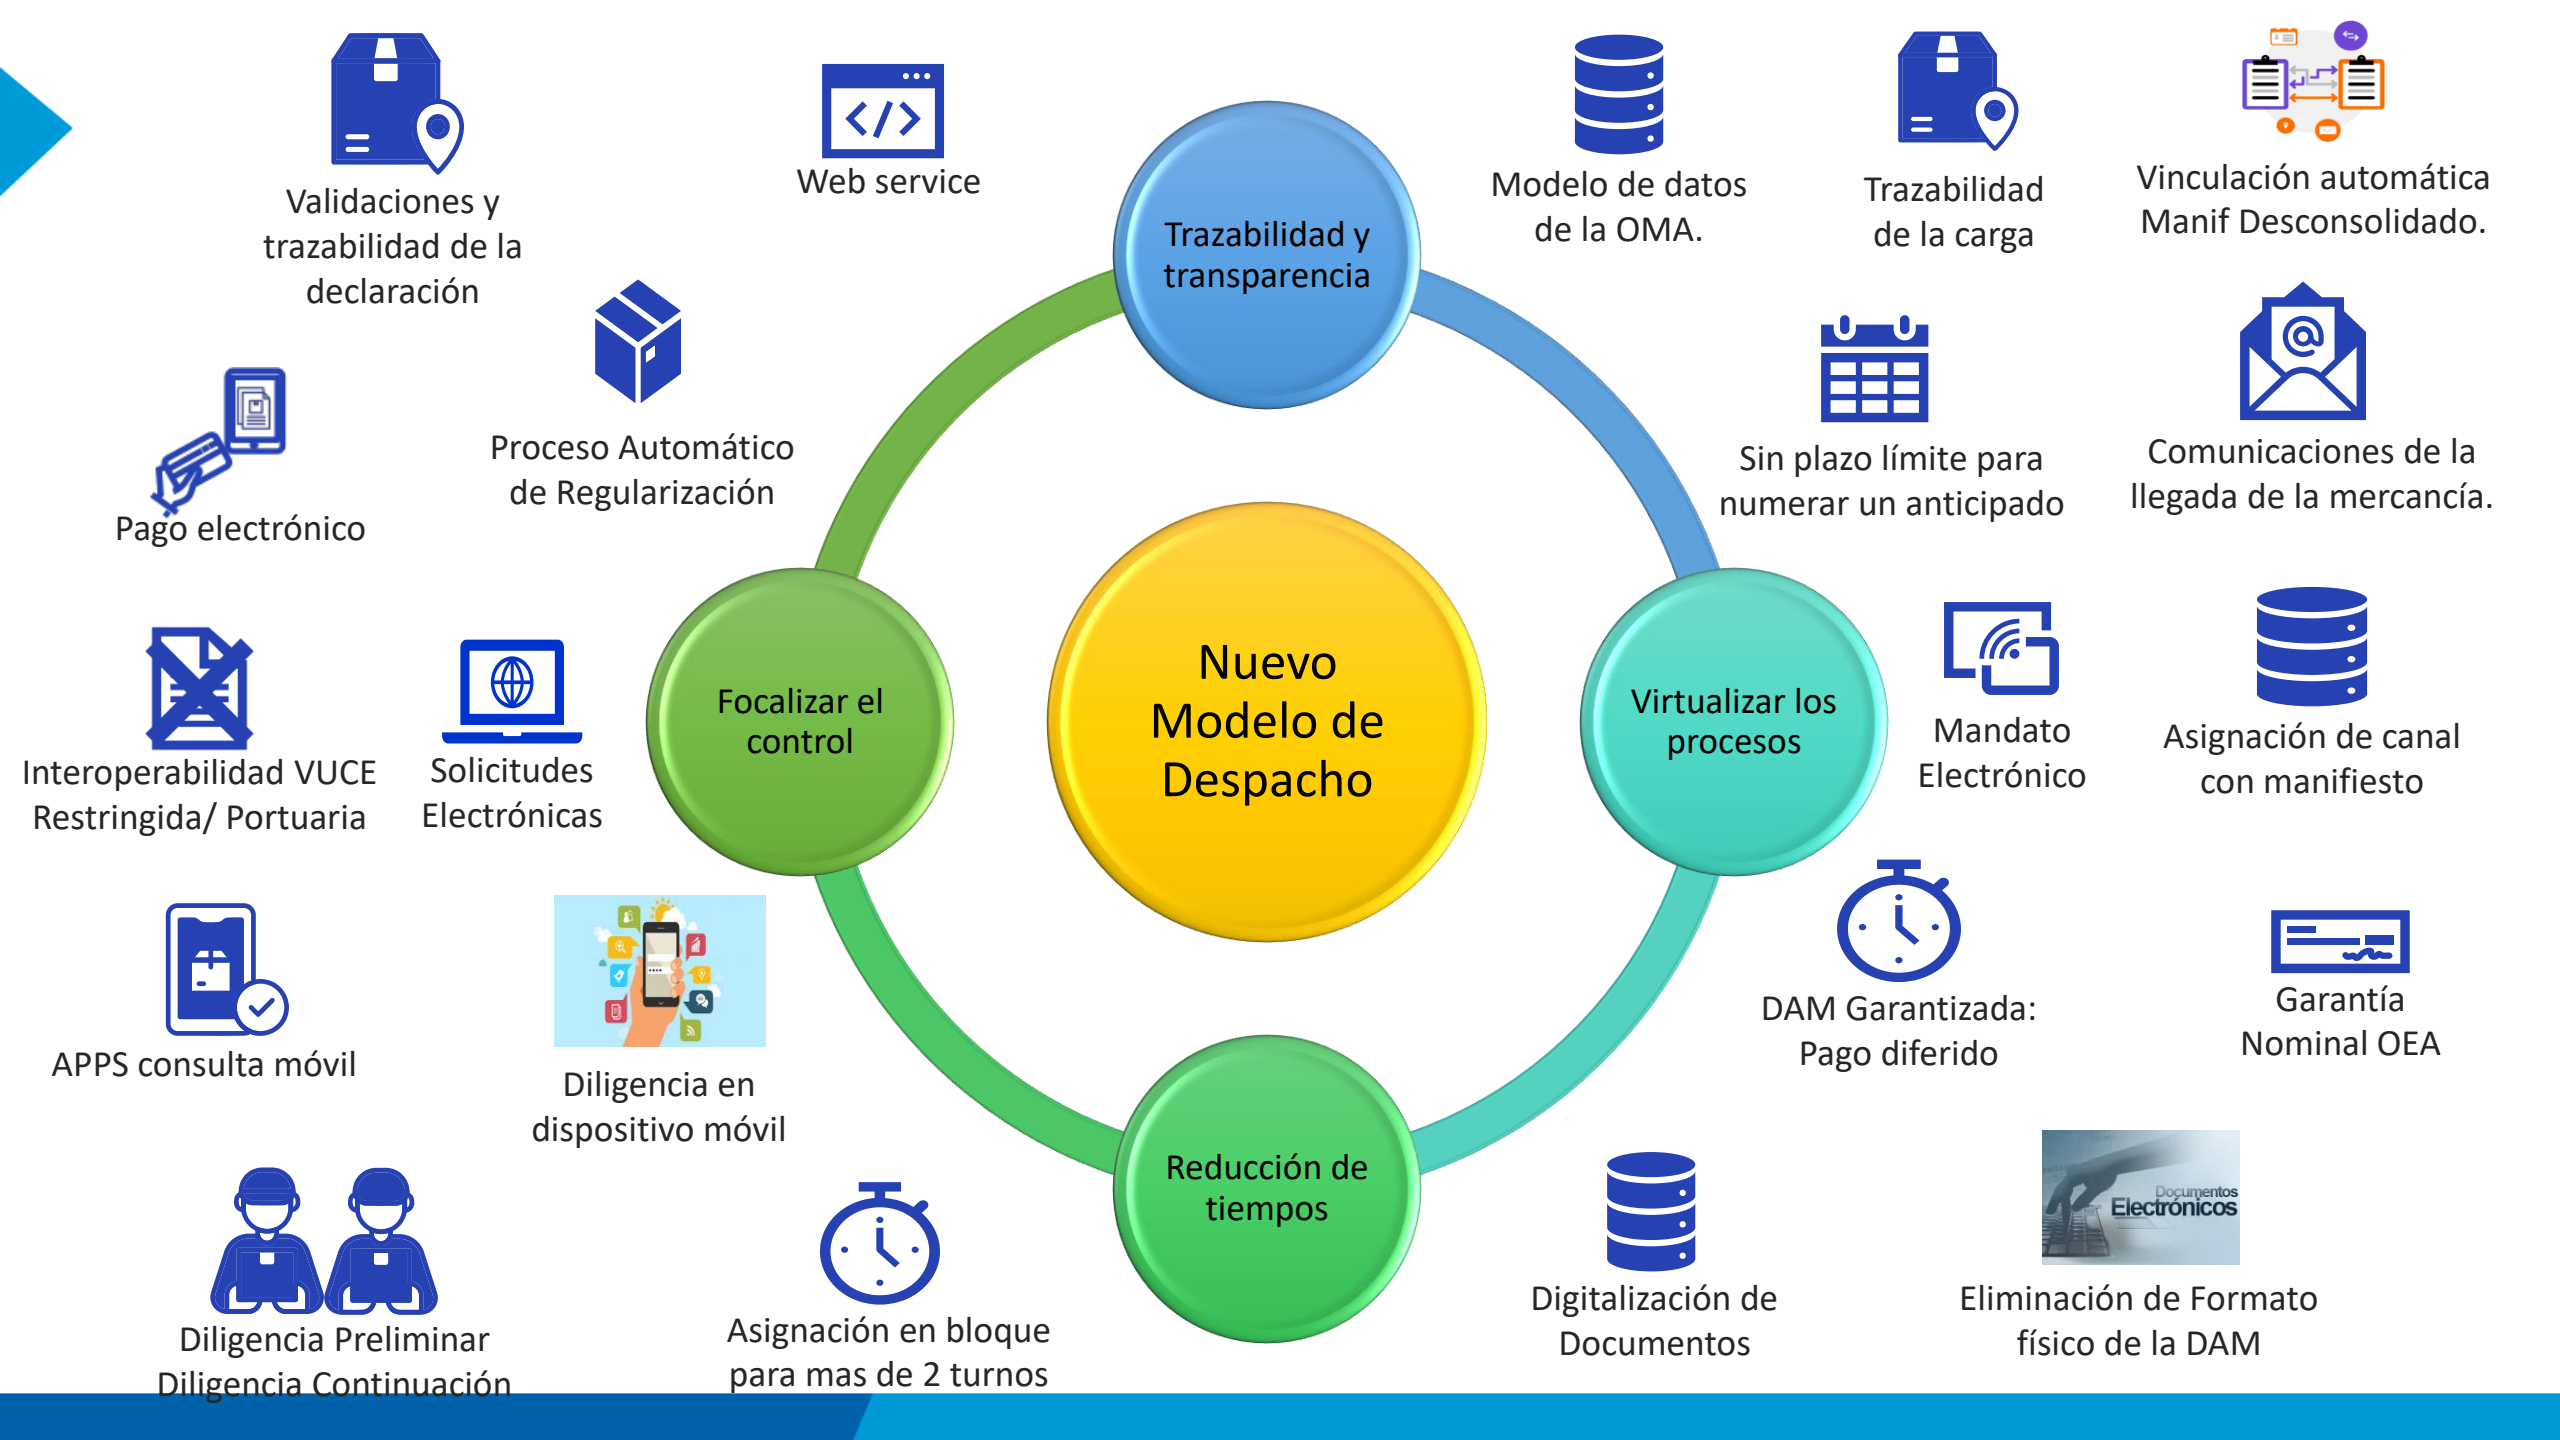 Validaciones y
trazabilidad de la
declaración
Web service
Trazabilidad y
transparencia
Modelo de datos
de la OMA.
Trazabilidad
de la carga
Vinculación automática
Manif Desconsolidado.
Pago electrónico
Proceso Automático
de Regularización
Sin plazo límite para
numerar un anticipado
Comunicaciones de la
llegada de la mercancía.
Interoperabilidad VUCE
Restringida/ Portuaria
Solicitudes
Electrónicas
Focalizar el
control
Nuevo
Modelo de
Despacho
Virtualizar los
procesos
Mandato
Electrónico
Asignación de canal
con manifiesto
APPS consulta móvil
Diligencia en
dispositivo móvil
DAM Garantizada:
Pago diferido
Garantía
Nominal OEA
Diligencia Preliminar
Diligencia Continuación
Asignación en bloque
para mas de 2 turnos
Reducción de
tiempos
Digitalización de
Documentos
Documentos
Electrónicos
Eliminación de Formato
físico de la DAM